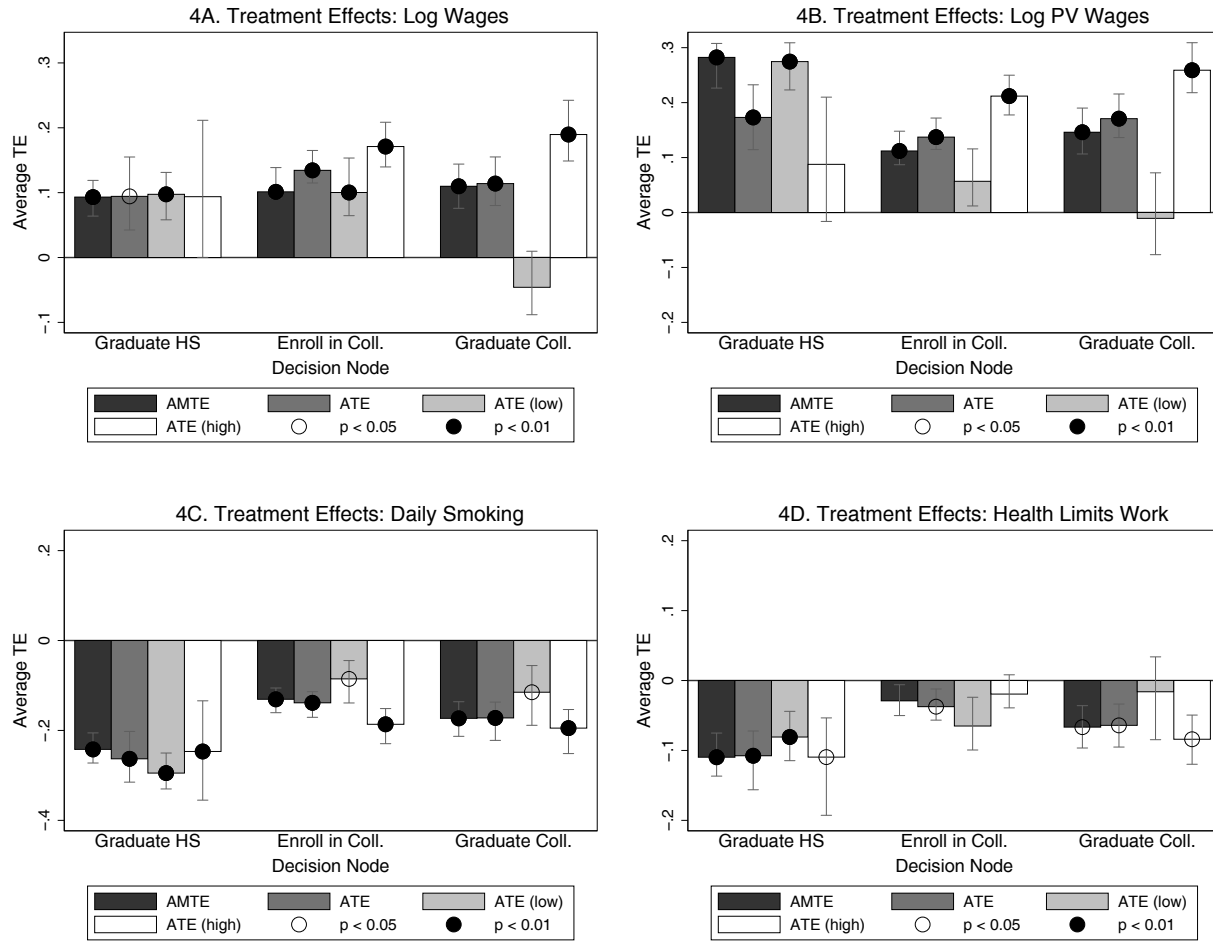 4A. Treatment Effects: Log Wages
Average TE
.3
.2
.1
0
-.1
Graduate HS Enroll in Coll. Graduate Coll.
Decision Node
AMTE ATE ATE (low)
ATE (high) p < 0.05 p < 0.01
4B. Treatment Effects: Log PV Wages
Average TE
.3
.2
.1
0
-.1
-.2
Graduate HS Enroll in Coll. Graduate Coll.
Decision Node
AMTE ATE ATE (low)
ATE (high) p < 0.05 p < 0.01
4C. Treatment Effects: Daily Smoking
Average TE
.2
0
-.2
-.4
Graduate HS Enroll in Coll. Graduate Coll.
Decision Node
AMTE ATE ATE (low)
ATE (high) p < 0.05 p < 0.01
4D. Treatment Effects: Health Limits Work
Average TE
.2
.1
0
-.1
-.2
Graduate HS Enroll in Coll. Graduate Coll.
Decision Node
AMTE ATE ATE (low)
ATE (high) p < 0.05 p < 0.01